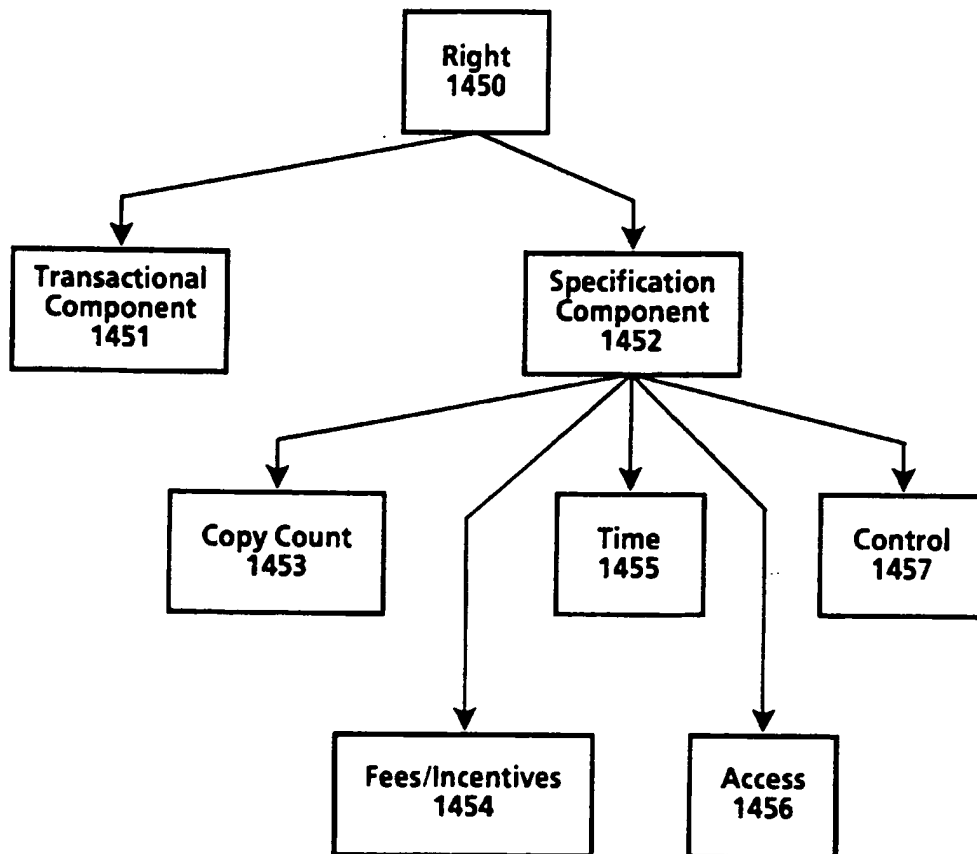 Right
1450
Transactional
Component
1451
Specification
Component
1452
Copy Count
1453
Time
1455
Control
1457
Fees/Incentives
1454
Access
1456